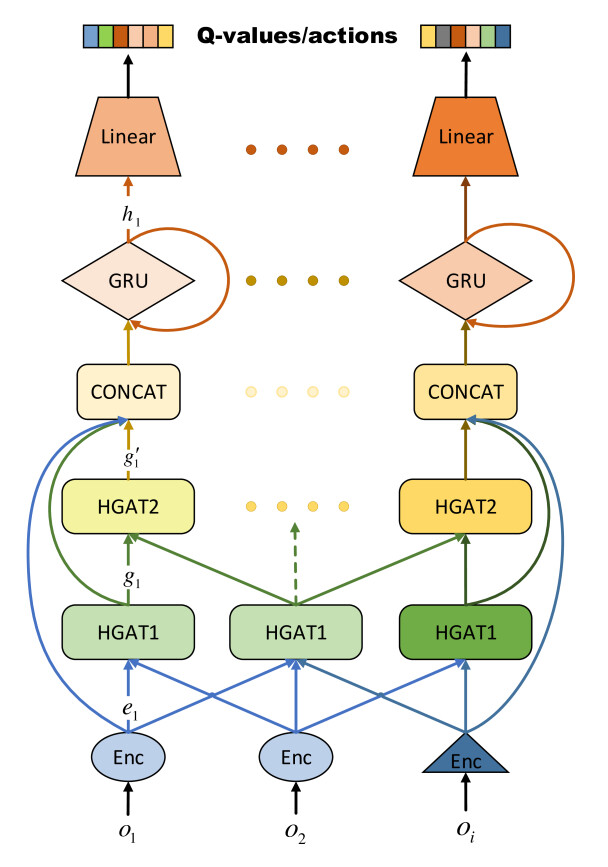 Q-values/actions
Linear
Linear
h₁
GRU
GRU
CONCAT
CONCAT
g₁′
HGAT2
HGAT2
g₁
HGAT1
HGAT1
HGAT1
e₁
Enc
Enc
Enc
o₁
o₂
oᵢ